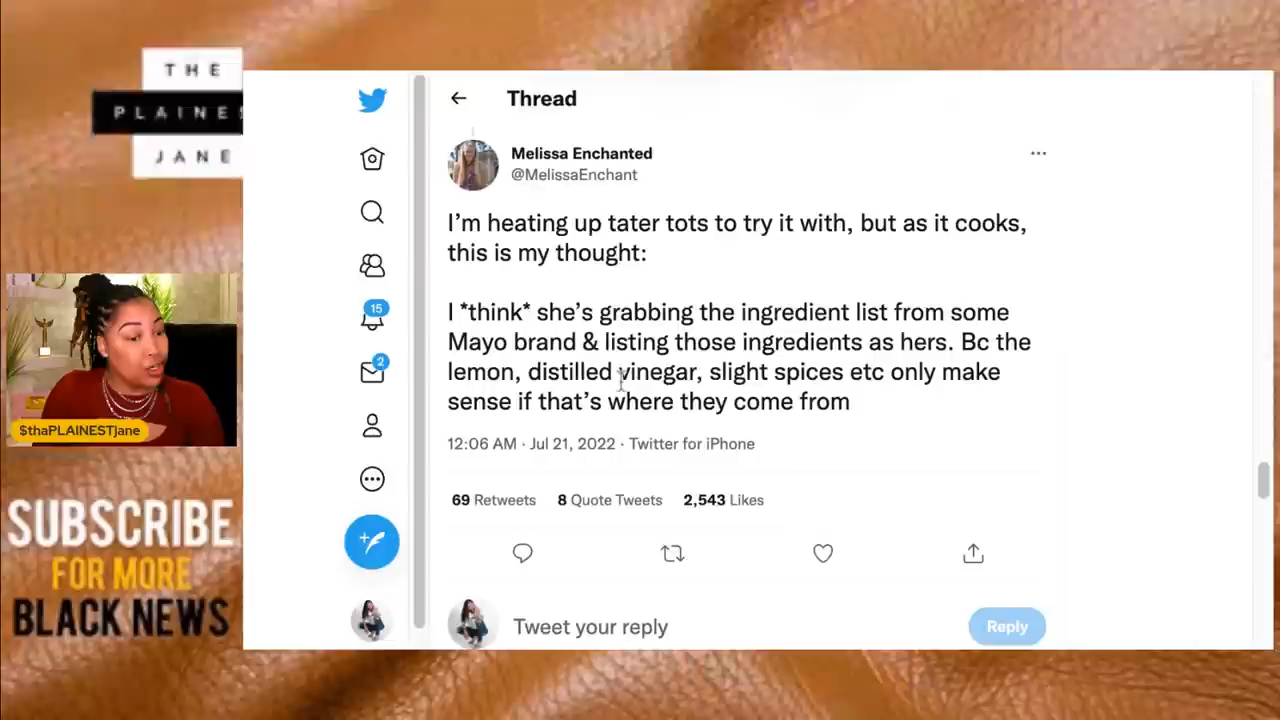 THE
PLAINES
JANE
$thaPLAINESTjane
SUBSCRIBE
FOR MORE
BLACK NEWS
15
2
Thread
Melissa Enchanted
@MelissaEnchant
I'm heating up tater tots to try it with, but as it cooks,
this is my thought:
I *think* she's grabbing the ingredient list from some
Mayo brand & listing those ingredients as hers. Bc the
lemon, distilled vinegar, slight spices etc only make
sense if that's where they come from
12:06 AM · Jul 21, 2022 · Twitter for iPhone
69 Retweets 8 Quote Tweets 2,543 Likes
Tweet your reply
Reply